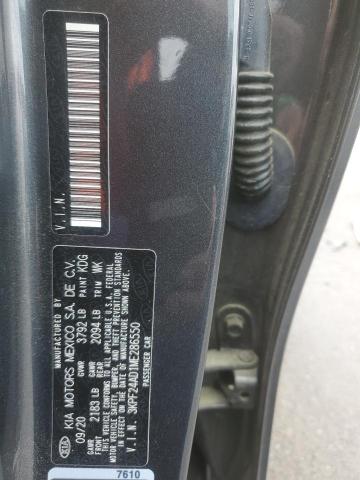 KIA KIA MOTORS MEXICO S.A. DE C.V.
09/20 GVWR 3792 LB PAINT KDG
GAWR FRONT 2183 LB GAWR REAR 2094 LB TRIM WK
THIS VEHICLE CONFORMS TO ALL APPLICABLE U.S.A. FEDERAL
MOTOR VEHICLE SAFETY, BUMPER, AND THEFT PREVENTION
STANDARDS IN EFFECT ON THE DATE OF MANUFACTURE SHOWN ABOVE
V.I.N. 3KPF24AD1ME286550
PASSENGER CAR
V.I.N.
7610